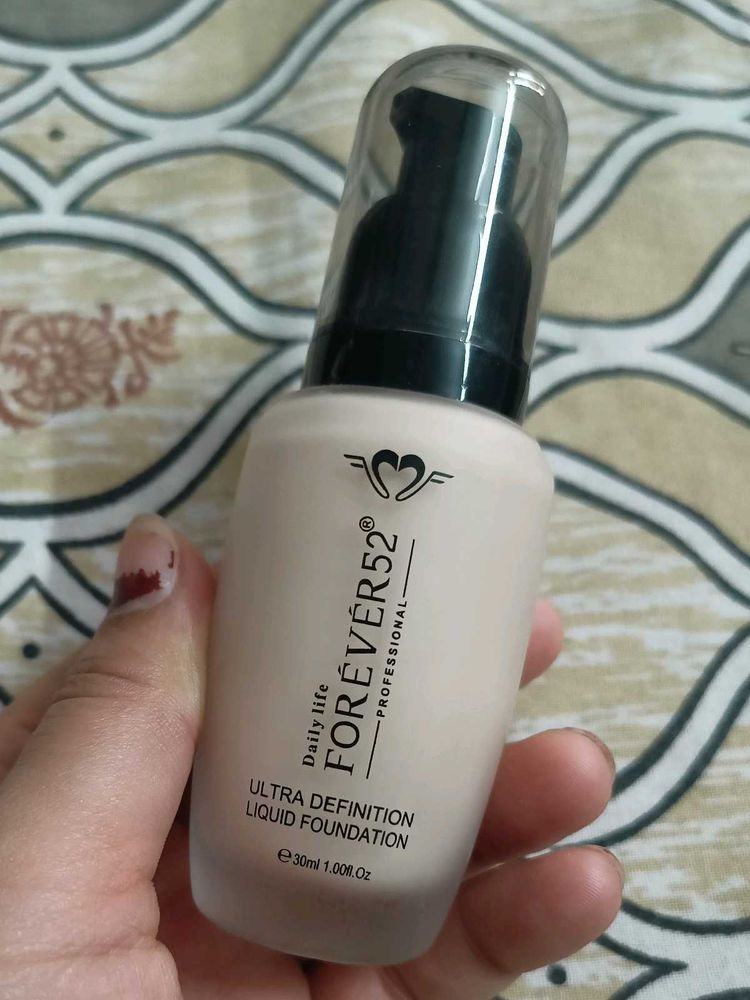 Daily life
FORÉVÉR52®
PROFESSIONAL
ULTRA DEFINITION
LIQUID FOUNDATION
℮30ml 1.00fl.Oz